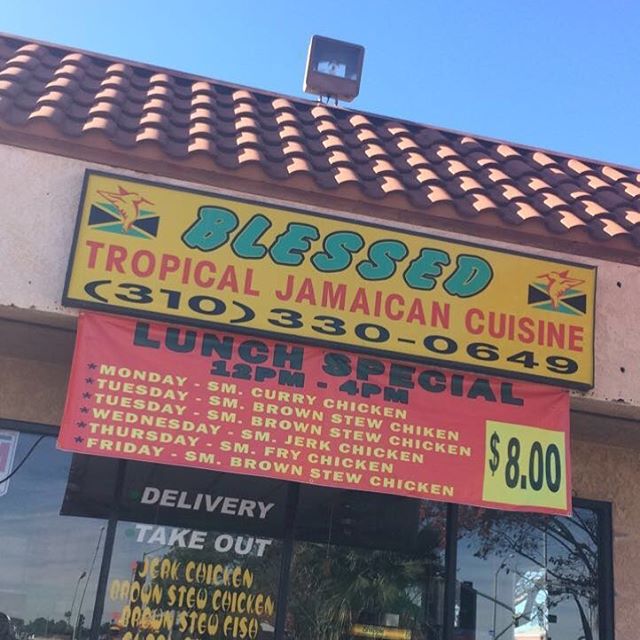 BLESSED
TROPICAL JAMAICAN CUISINE
(310) 330-0649
LUNCH SPECIAL
12PM - 4PM
*MONDAY - SM. CURRY CHICKEN
*TUESDAY - SM. BROWN STEW CHIKEN
*TUESDAY - SM. BROWN STEW CHICKEN
*WEDNESDAY - SM. JERK CHICKEN
*THURSDAY - SM. FRY CHICKEN
*FRIDAY - SM. BROWN STEW CHICKEN
$8.00
DELIVERY
TAKE OUT
JERK CHICKEN
BROWN STEW CHICKEN
BROWN STEW FISH